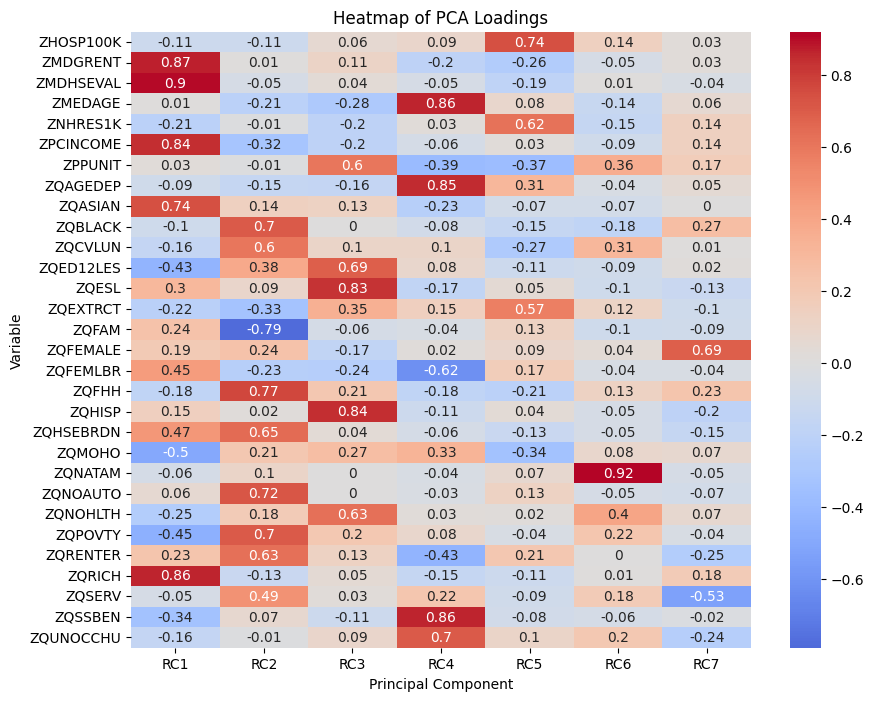 Heatmap of PCA Loadings
ZHOSP100K -0.11 -0.11 0.06 0.09 0.74 0.14 0.03
ZMDGRENT 0.87 0.01 0.11 -0.2 -0.26 -0.05 0.03
ZMDHSEVAL 0.9 -0.05 0.04 -0.05 -0.19 0.01 -0.04
ZMEDAGE 0.01 -0.21 -0.28 0.86 0.08 -0.14 0.06
ZNHRES1K -0.21 -0.01 -0.2 0.03 0.62 -0.15 0.14
ZPCINCOME 0.84 -0.32 -0.2 -0.06 0.03 -0.09 0.14
ZPPUNIT 0.03 -0.01 0.6 -0.39 -0.37 0.36 0.17
ZQAGEDEP -0.09 -0.15 -0.16 0.85 0.31 -0.04 0.05
ZQASIAN 0.74 0.14 0.13 -0.23 -0.07 -0.07 0
ZQBLACK -0.1 0.7 0 -0.08 -0.15 -0.18 0.27
ZQCVLUN -0.16 0.6 0.1 0.1 -0.27 0.31 0.01
ZQED12LES -0.43 0.38 0.69 0.08 -0.11 -0.09 0.02
ZQESL 0.3 0.09 0.83 -0.17 0.05 -0.1 -0.13
ZQEXTRCT -0.22 -0.33 0.35 0.15 0.57 0.12 -0.1
ZQFAM 0.24 -0.79 -0.06 -0.04 0.13 -0.1 -0.09
ZQFEMALE 0.19 0.24 -0.17 0.02 0.09 0.04 0.69
ZQFEMLBR 0.45 -0.23 -0.24 -0.62 0.17 -0.04 -0.04
ZQFHH -0.18 0.77 0.21 -0.18 -0.21 0.13 0.23
ZQHISP 0.15 0.02 0.84 -0.11 0.04 -0.05 -0.2
ZQHSEBRDN 0.47 0.65 0.04 -0.06 -0.13 -0.05 -0.15
ZQMOHO -0.5 0.21 0.27 0.33 -0.34 0.08 0.07
ZQNATAM -0.06 0.1 0 -0.04 0.07 0.92 -0.05
ZQNOAUTO 0.06 0.72 0 -0.03 0.13 -0.05 -0.07
ZQNOHLTH -0.25 0.18 0.63 0.03 0.02 0.4 0.07
ZQPOVTY -0.45 0.7 0.2 0.08 -0.04 0.22 -0.04
ZQRENTER 0.23 0.63 0.13 -0.43 0.21 0 -0.25
ZQRICH 0.86 -0.13 0.05 -0.15 -0.11 0.01 0.18
ZQSERV -0.05 0.49 0.03 0.22 -0.09 0.18 -0.53
ZQSSBEN -0.34 0.07 -0.11 0.86 -0.08 -0.06 -0.02
ZQUNOCCHU -0.16 -0.01 0.09 0.7 0.1 0.2 -0.24
RC1 RC2 RC3 RC4 RC5 RC6 RC7
Principal Component
Variable
0.8
0.6
0.4
0.2
0.0
-0.2
-0.4
-0.6